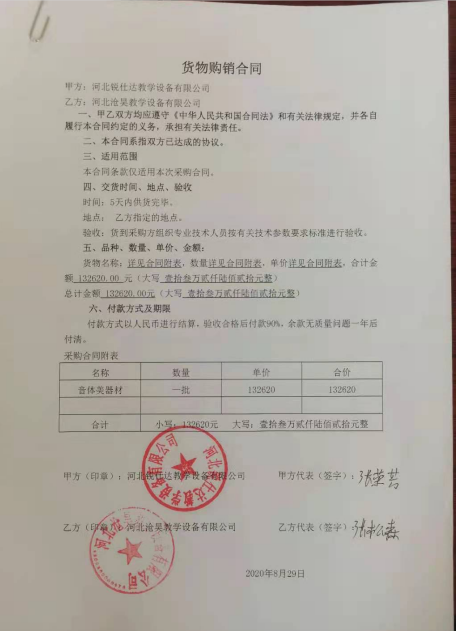 货物购销合同
甲方：河北锐仕达教学设备有限公司
乙方：河北沧昊教学设备有限公司
一、甲乙双方均应遵守《中华人民共和国合同法》和有关法律规定，并各自
履行本合同约定的义务，承担有关法律责任。
二、本合同系指双方已达成的协议。
三、适用范围
本合同条款仅适用本次采购合同。
四、交货时间、地点、验收
时间：5天内供货完毕。
地点： 乙方指定的地点。
验收：货到采购方组织专业技术人员按有关技术参数要求标准进行验收。
五、品种、数量、单价、金额：
货物名称：详见合同附表，数量详见合同附表，单价详见合同附表，合计金
额 132620.00 元（大写 壹拾叁万贰仟陆佰贰拾元整）
总计金额 132620.00元（大写 壹拾叁万贰仟陆佰贰拾元整）
六、付款方式及期限
付款方式以人民币进行结算，验收合格后付款90%，余款无质量问题一年后
付清。
采购合同附表
名称 数量 单价 合价
音体美器材 一批 132620 132620
合计 小写：132620元 大写：壹拾叁万贰仟陆佰贰拾元整
甲方（印章）：河北锐仕达教学设备有限公司 甲方代表（签字）：张荣
乙方（印章）：河北沧昊教学设备有限公司 乙方代表（签字）：张
2020年8月29日